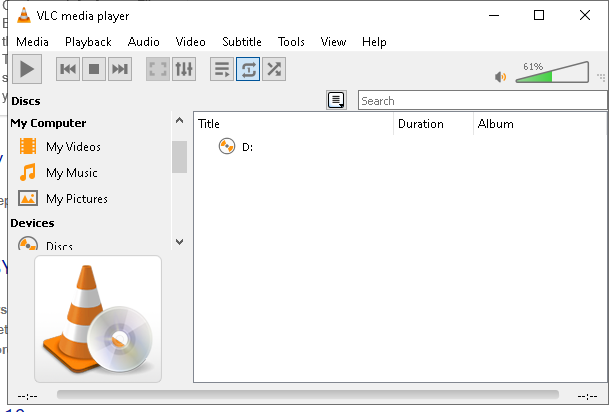 VLC media player
Media Playback Audio Video Subtitle Tools View Help
61%
Discs
Search
My Computer
My Videos
My Music
My Pictures
Devices
Discs
Title Duration Album
D:
--:-- --:--